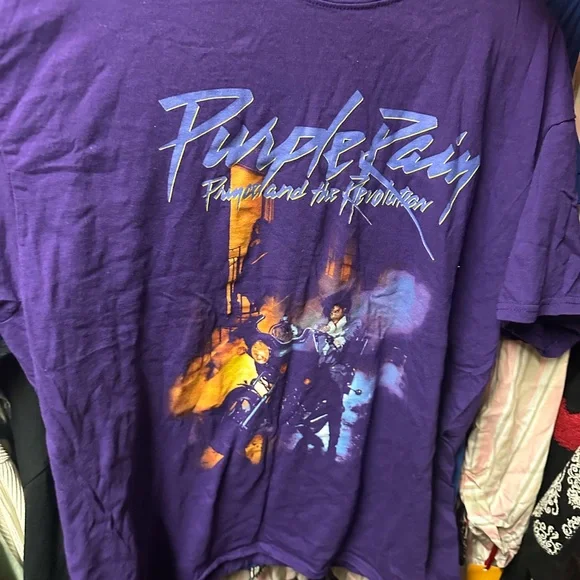 Purple Rain
Prince and the Revolution